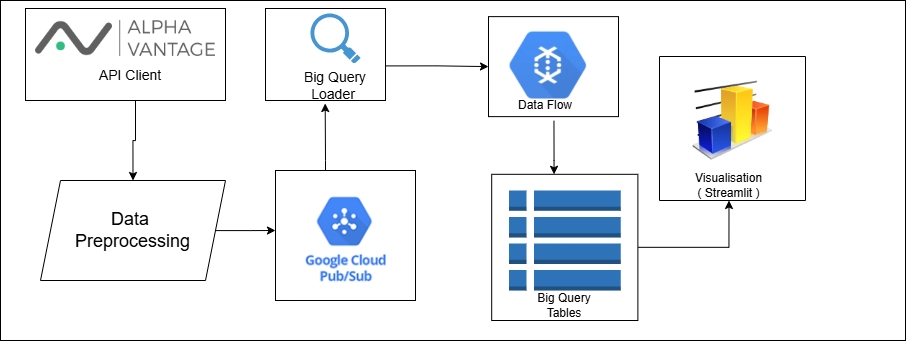 ALPHA
VANTAGE
API Client
Data
Preprocessing
Google Cloud
Pub/Sub
Big Query
Loader
Data Flow
Big Query
Tables
Visualisation
( Streamlit )